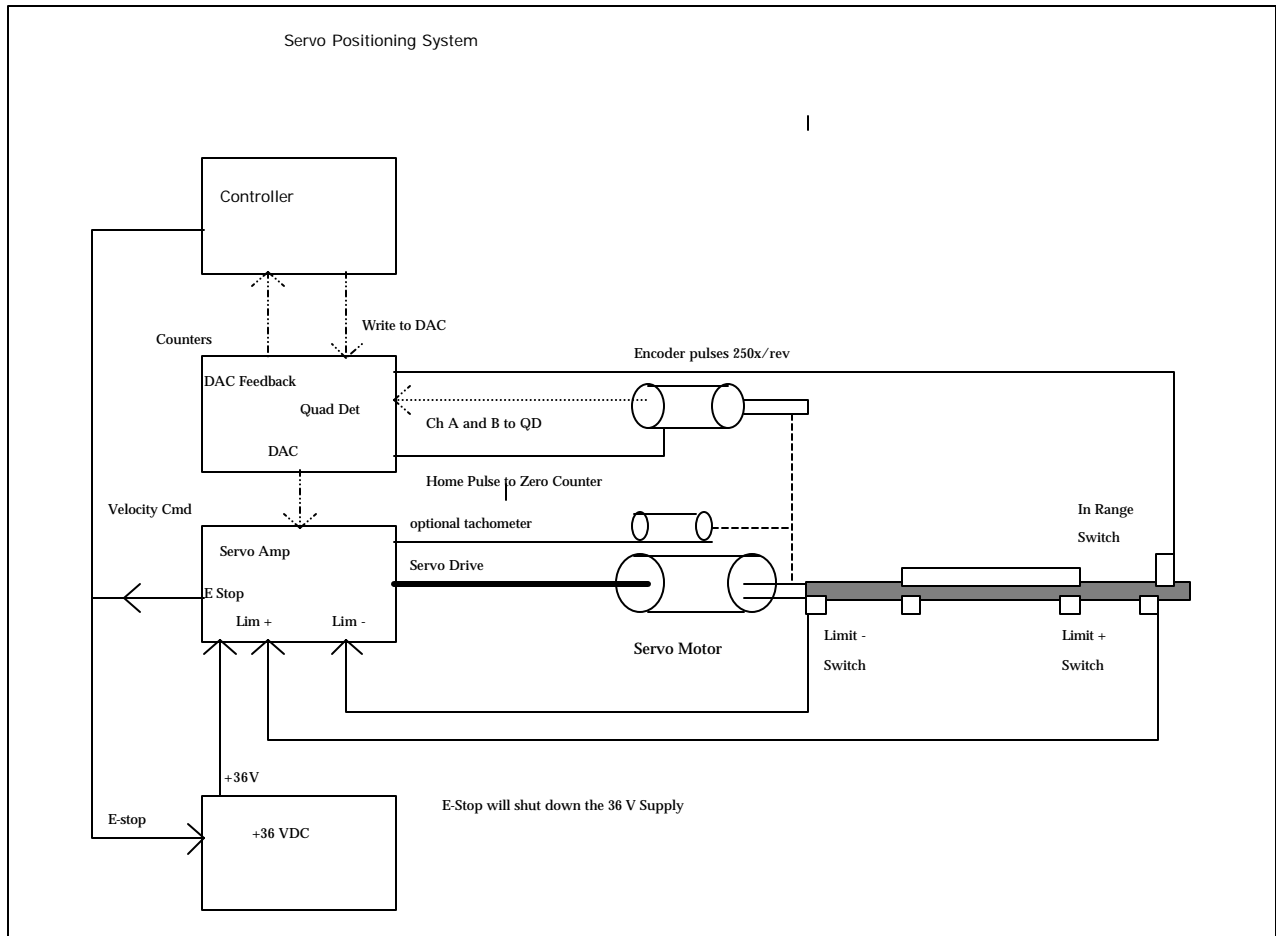 Servo Positioning System
Controller
Write to DAC
Counters
Encoder pulses 250x/rev
DAC Feedback
Quad Det
Ch A and B to QD
DAC
Home Pulse to Zero Counter
Velocity Cmd
optional tachometer
In Range
Switch
Servo Amp
Servo Drive
E Stop
Lim +
Lim -
Servo Motor
Limit -
Switch
Limit +
Switch
+36V
E-Stop will shut down the 36 V Supply
E-stop
+36 VDC